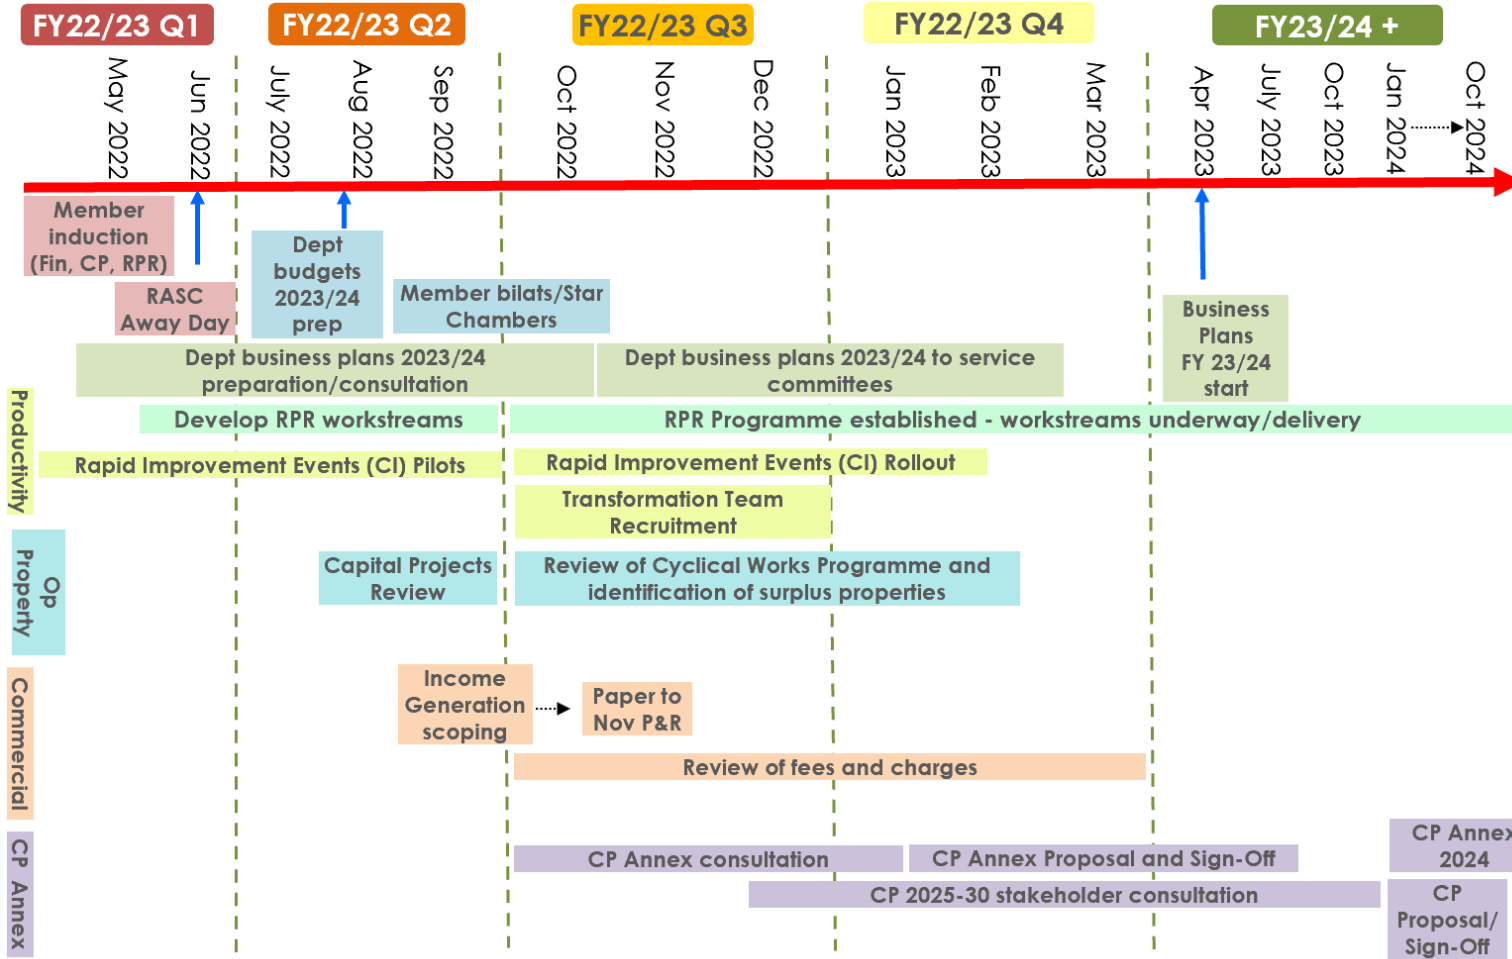 FY22/23 Q1
FY22/23 Q2
FY22/23 Q3
FY22/23 Q4
FY23/24 +
May 2022
Jun 2022
July 2022
Aug 2022
Sep 2022
Oct 2022
Nov 2022
Dec 2022
Jan 2023
Feb 2023
Mar 2023
Apr 2023
July 2023
Oct 2023
Jan 2024
Oct 2024
Member
induction
(Fin, CP, RPR)
RASC
Away Day
Dept
budgets
2023/24
prep
Member bilats/Star
Chambers
Business
Plans
FY 23/24
start
Dept business plans 2023/24
preparation/consultation
Dept business plans 2023/24 to service
committees
Productivity
Develop RPR workstreams
RPR Programme established - workstreams underway/delivery
Rapid Improvement Events (CI) Pilots
Rapid Improvement Events (CI) Rollout
Transformation Team
Recruitment
Op
Property
Capital Projects
Review
Review of Cyclical Works Programme and
identification of surplus properties
Commercial
Income
Generation
scoping
Paper to
Nov P&R
Review of fees and charges
CP Annex
CP Annex consultation
CP Annex Proposal and Sign-Off
CP Annex
2024
CP 2025-30 stakeholder consultation
CP
Proposal/
Sign-Off